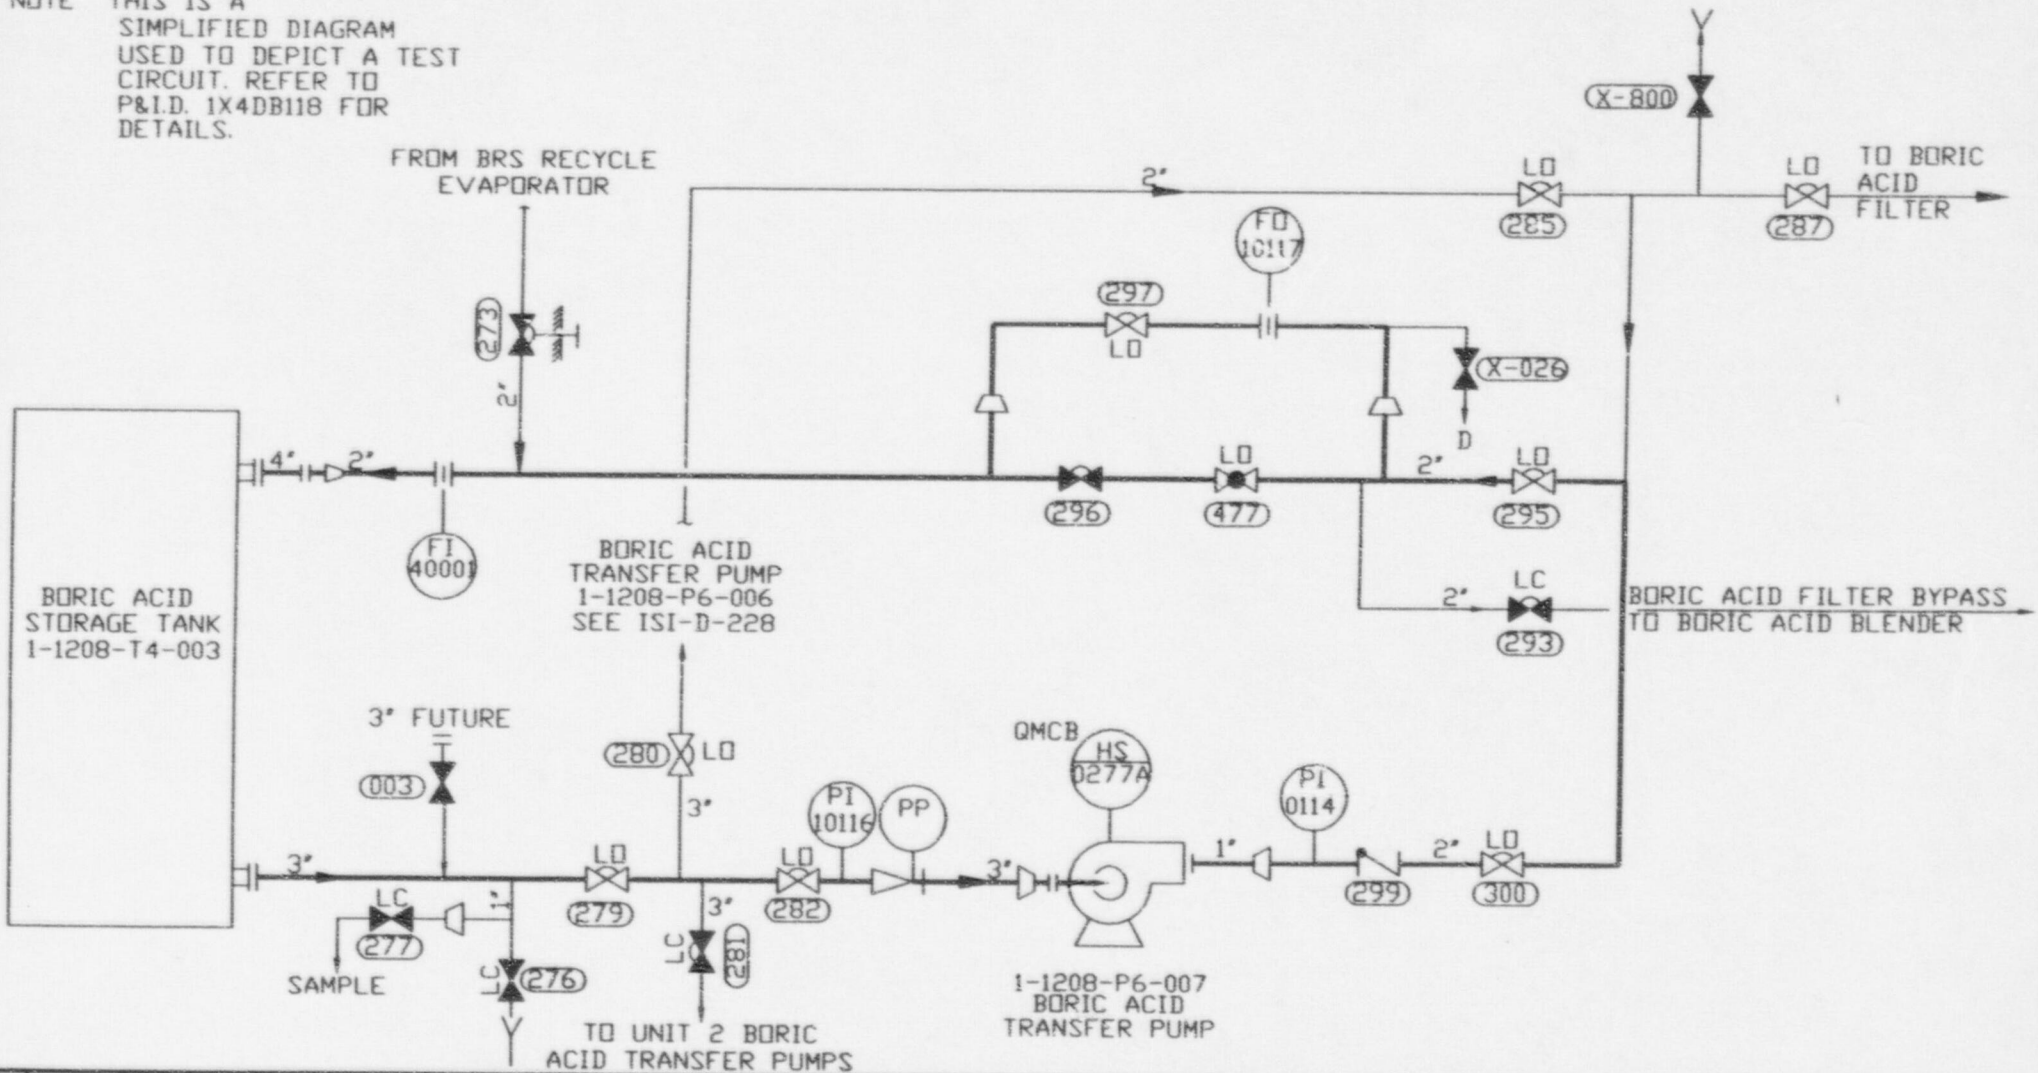 NOTE THIS IS A
SIMPLIFIED DIAGRAM
USED TO DEPICT A TEST
CIRCUIT. REFER TO
P&I.D. 1X4DB118 FOR
DETAILS.
X-800
FROM BRS RECYCLE
EVAPORATOR
2"
LO
285
LO
287
TO BORIC
ACID
FILTER
FO
10117
297
LO
273
2"
X-026
D
4"
2"
LO
2"
LO
296
477
295
FI
40001
BORIC ACID
TRANSFER PUMP
1-1208-P6-006
SEE ISI-D-228
BORIC ACID
STORAGE TANK
1-1208-T4-003
LC
2"
293
BORIC ACID FILTER BYPASS
TO BORIC ACID BLENDER
3" FUTURE
003
280
LO
3"
QMCB
HS
0277A
PI
10116
PP
PI
0114
3"
LO
279
LO
282
3"
1"
299
2"
LO
300
LC
277
SAMPLE
1"
LC
276
3"
LC
281
1-1208-P6-007
BORIC ACID
TRANSFER PUMP
TO UNIT 2 BORIC
ACID TRANSFER PUMPS